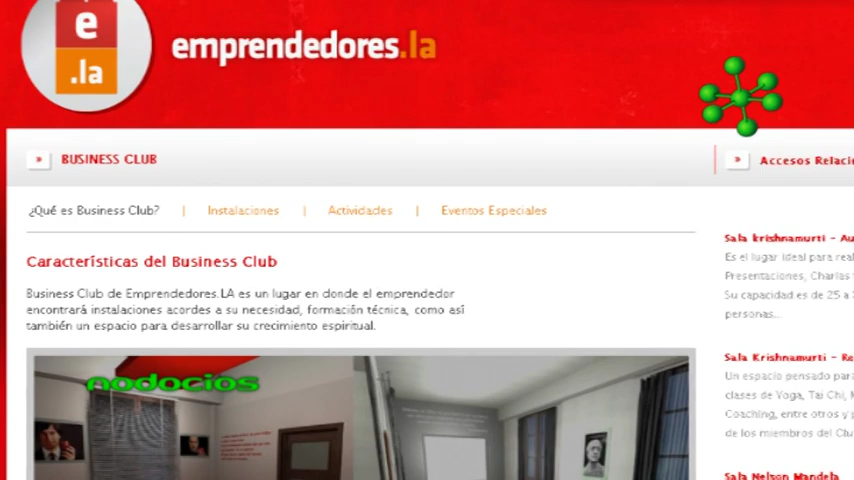 é
.la
emprendedores.la
» BUSINESS CLUB
¿Qué es Business Club? | Instalaciones | Actividades | Eventos Especiales
Características del Business Club
Business Club de Emprendedores.LA es un lugar en donde el emprendedor
encontrará instalaciones acordes a su necesidad, formación técnica, como así
también un espacio para desarrollar su crecimiento espiritual.
nodocios
» Accesos Relaci
Sala krishnamurti - Au
Es el lugar ideal para real
Presentaciones, Charlas
Su capacidad es de 25 a
personas...
Sala Krishnamurti - Re
Un espacio pensado para
clases de Yoga, Tai Chi,
Coaching, entre otros y p
de los miembros del Clu
Sala Nelson Mandela